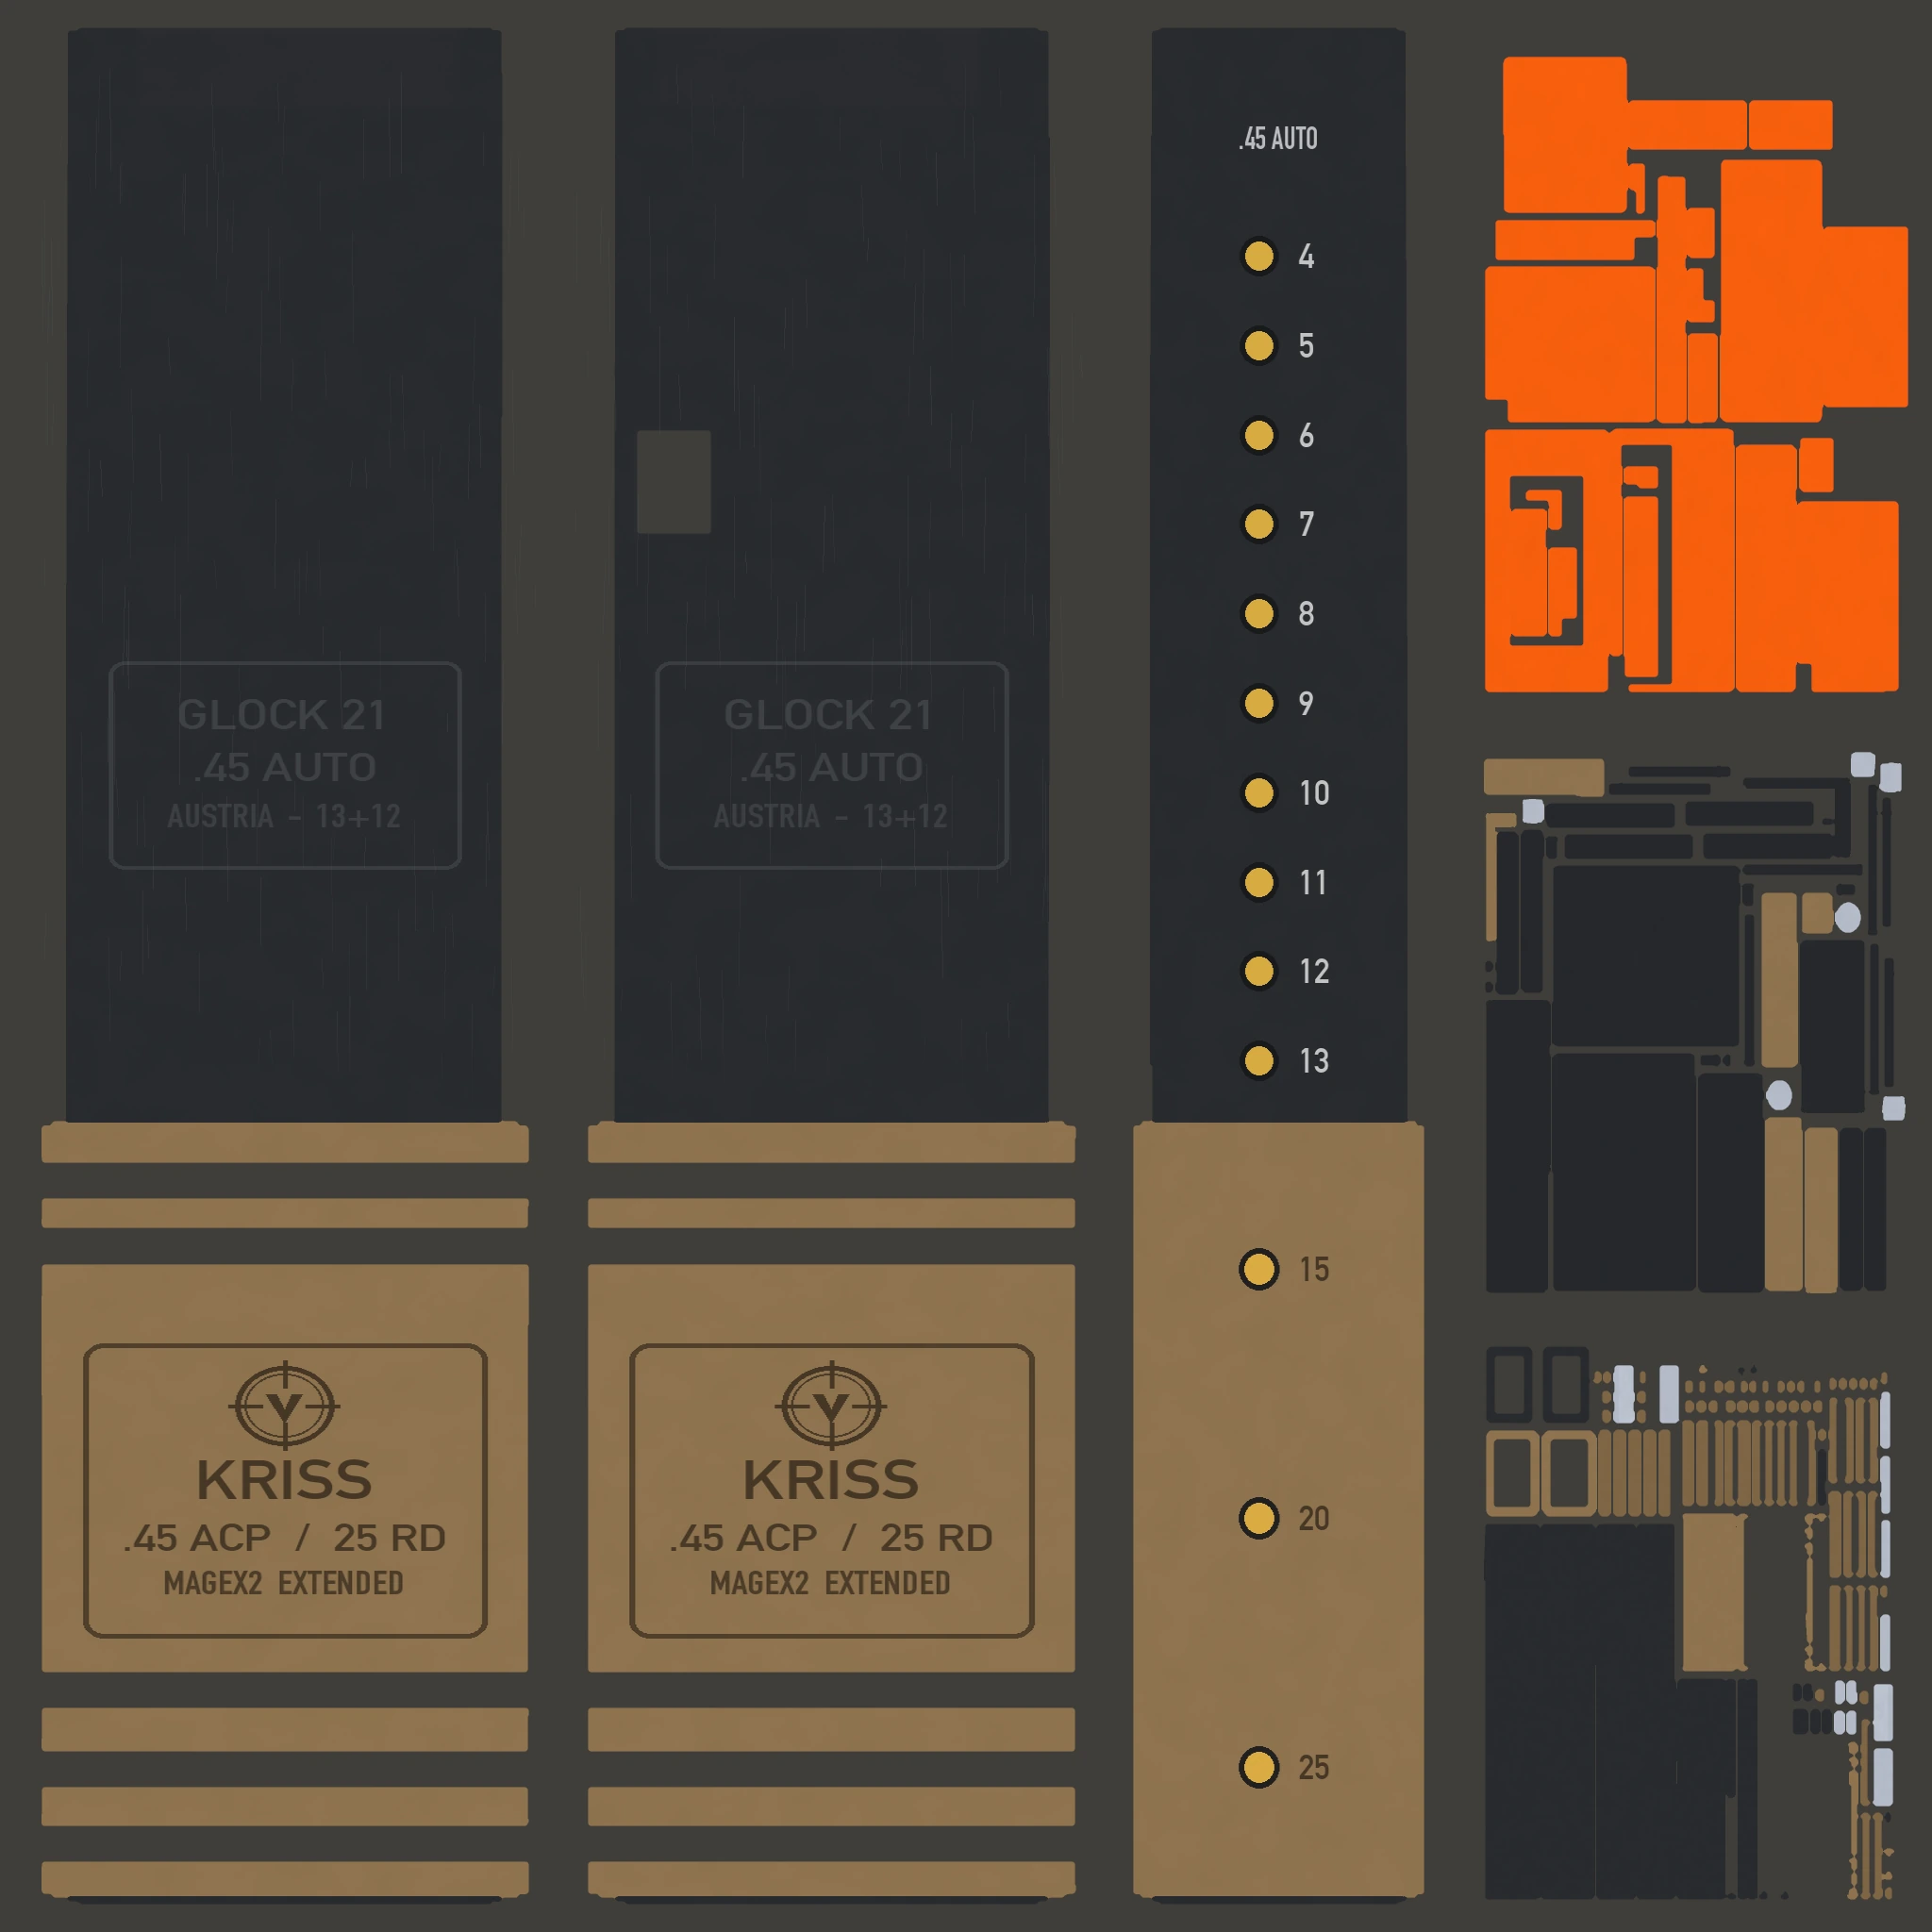 GLOCK 21
.45 AUTO
AUSTRIA - 13+12
KRISS
.45 ACP / 25 RD
MAGEX2 EXTENDED
GLOCK 21
.45 AUTO
AUSTRIA - 13+12
KRISS
.45 ACP / 25 RD
MAGEX2 EXTENDED
.45 AUTO
4
5
6
7
8
9
10
11
12
13
15
20
25